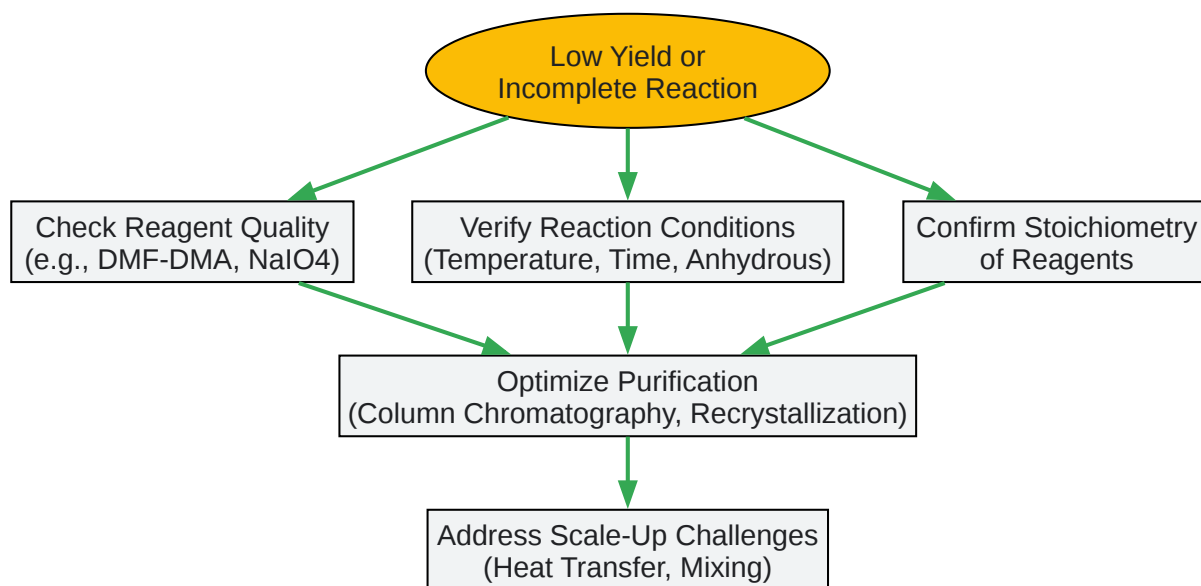 Low Yield or
Incomplete Reaction
Check Reagent Quality
(e.g., DMF-DMA, NaIO4)
Verify Reaction Conditions
(Temperature, Time, Anhydrous)
Confirm Stoichiometry
of Reagents
Optimize Purification
(Column Chromatography, Recrystallization)
Address Scale-Up Challenges
(Heat Transfer, Mixing)